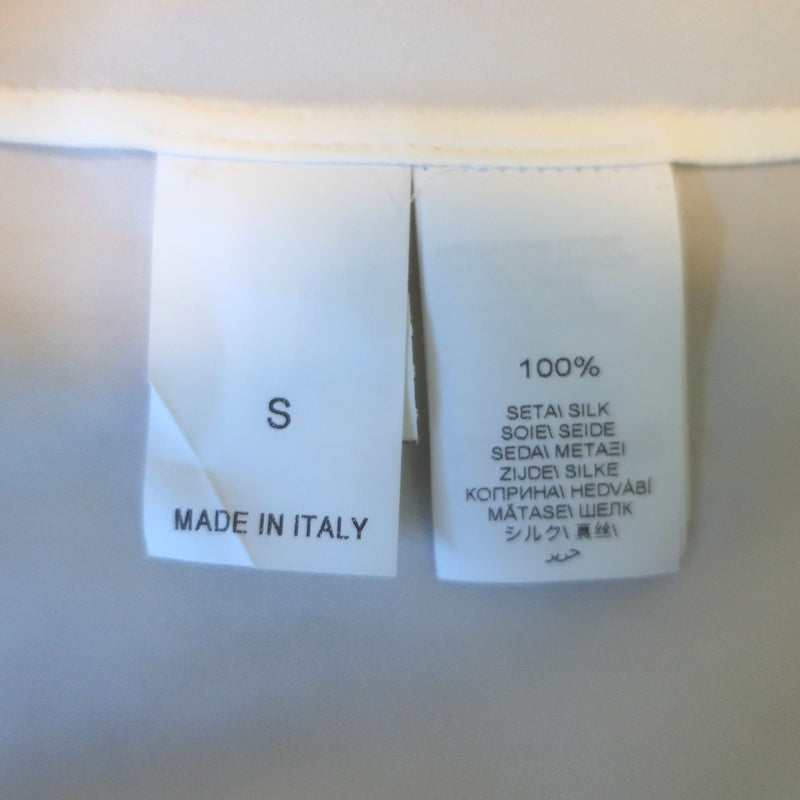 S
MADE IN ITALY
100%
SETA\ SILK
SOIE\ SEIDE
SEDA\ ΜΕΤΑΞΙ
ZIJDE\ SILKE
КОПРИНА\ HEDVÁBÍ
MĂTASE\ ШЕЛК
シルク\ 真丝\
حرير